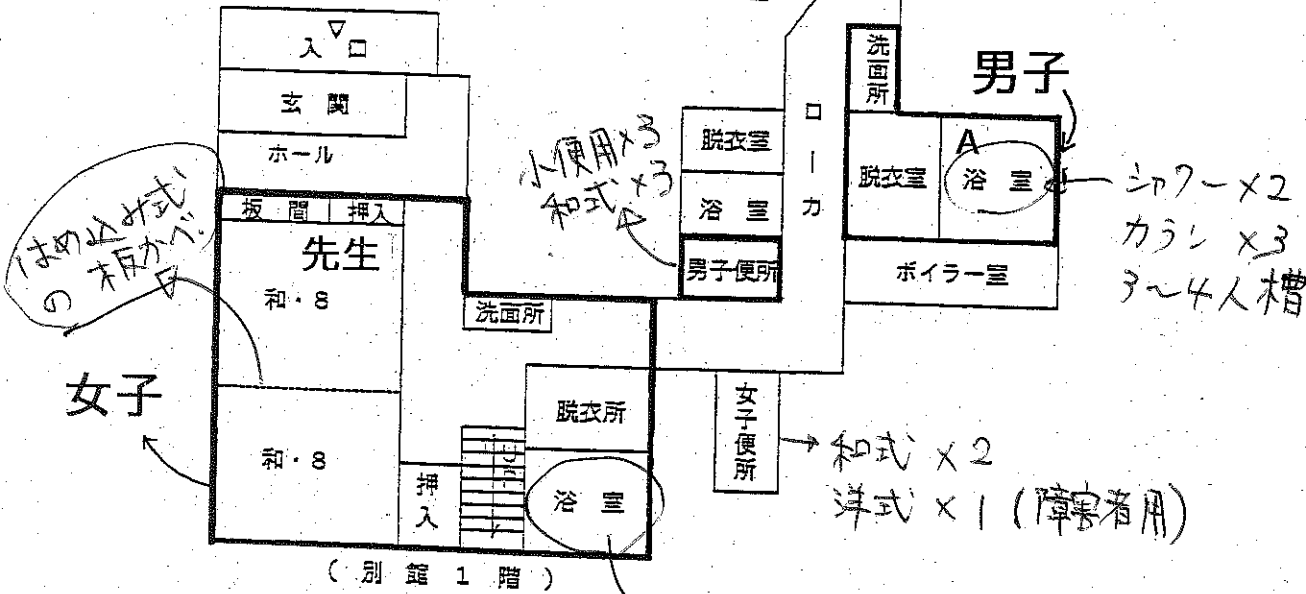 入口
玄関
ホール
板間
押入
先生
和・8
はめ込み式
の板かべ
女子
和・8
押入
洗面所
脱衣所
浴室
(別館1階)
小便用×3
和式×3
脱衣室
浴室
男子便所
ローカ
洗面所
男子
脱衣室
A
浴室
シャワー×2
カラン×3
3~4人槽
ボイラー室
女子便所
和式×2
洋式×1(障害者用)